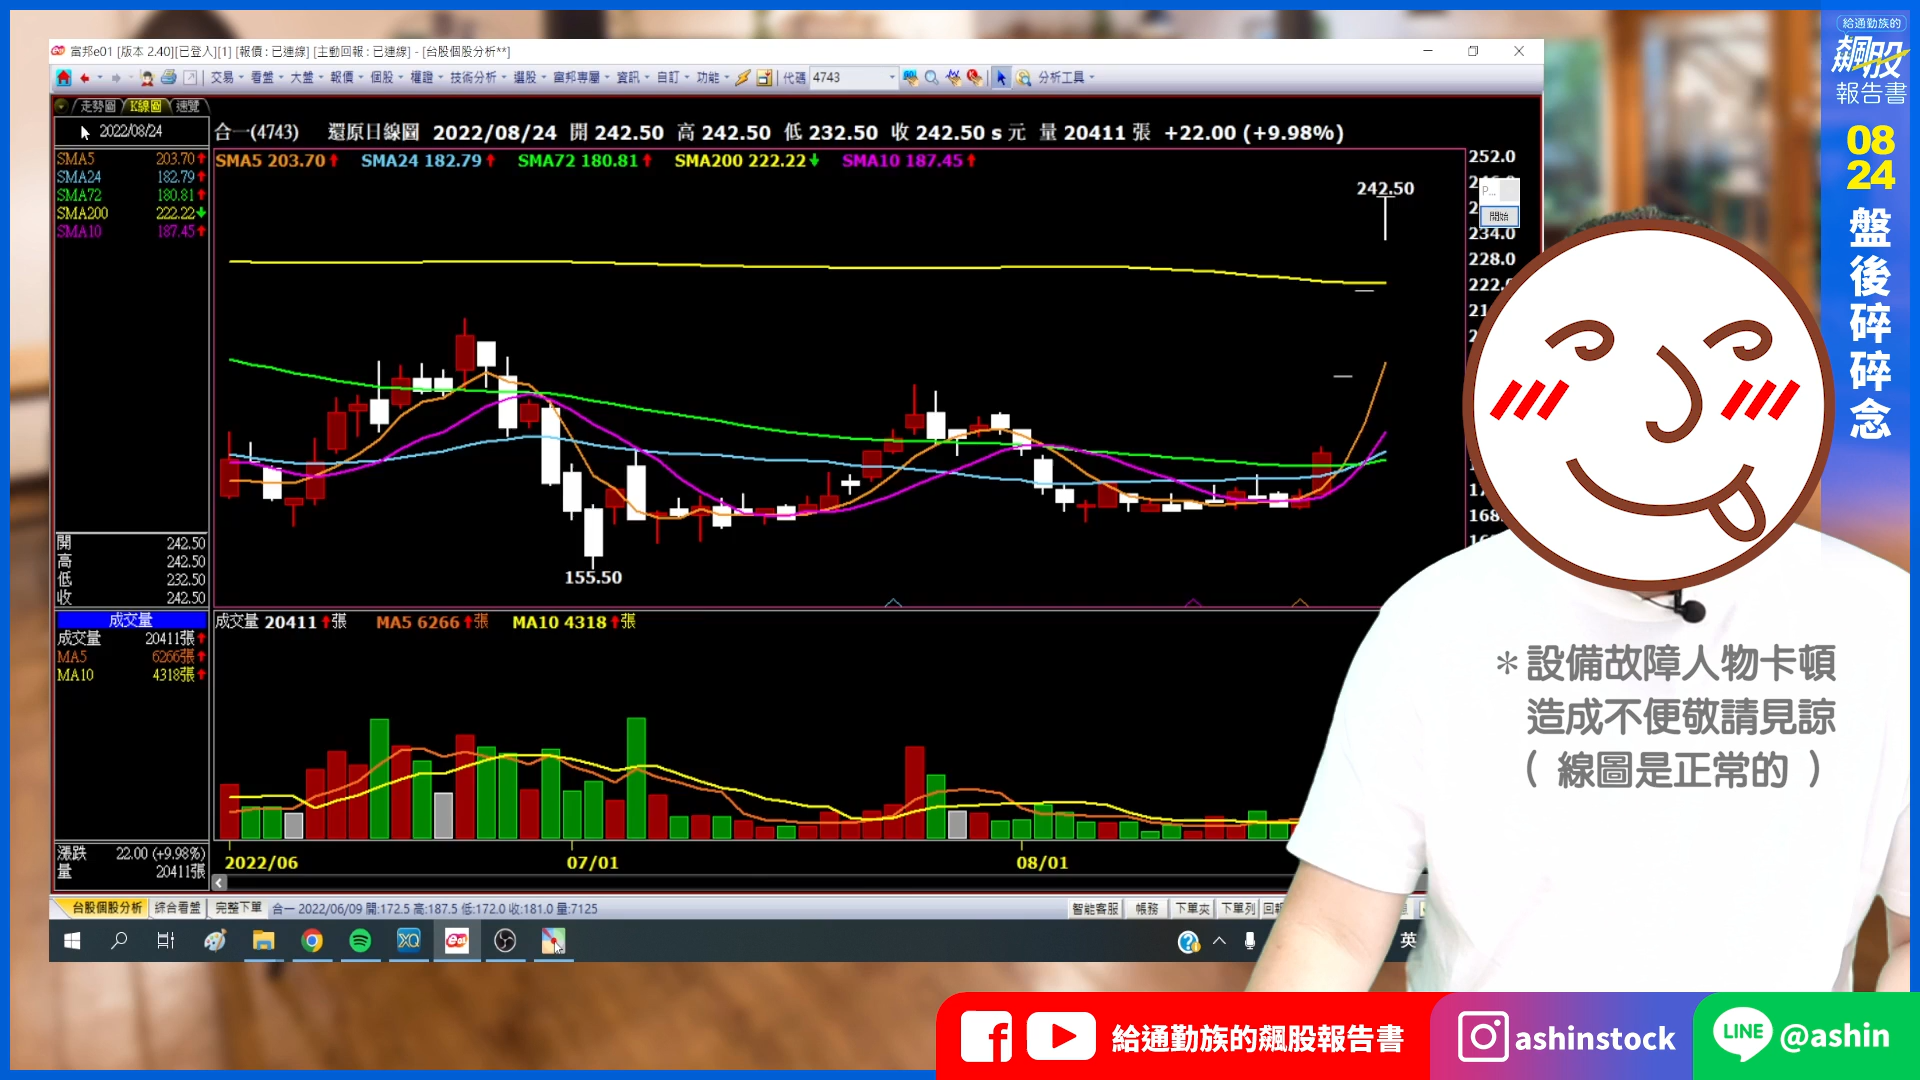 富邦e01 [版本 2.40][已登入][1] [報價 : 已連線] [主動回報 : 已連線] - [台股個股分析**]
交易 看盤 大盤 報價 個股 權證 技術分析 選股 富邦專屬 資訊 自訂 功能 代碼 4743 分析工具
走勢圖 K線圖 速覽
2022/08/24
合一(4743) 還原日線圖 2022/08/24 開 242.50 高 242.50 低 232.50 收 242.50 s 元 量 20411 張 +22.00 (+9.98%)
SMA5 203.70 SMA24 182.79 SMA72 180.81 SMA200 222.22 SMA10 187.45
SMA5 203.70
SMA24 182.79
SMA72 180.81
SMA200 222.22
SMA10 187.45
252.0
234.0
228.0
242.50
155.50
P...
開始
開 242.50
高 242.50
低 232.50
收 242.50
成交量
成交量 20411張
MA5 6266張
MA10 4318張
成交量 20411 張 MA5 6266 張 MA10 4318 張
漲跌 22.00 (+9.98%)
量 20411張
2022/06 07/01 08/01
台股個股分析 綜合看盤 完整下單 合一 2022/06/09 開:172.5 高:187.5 低:172.0 收:181.0 量:7125
智能客服 帳務 下單夾 下單列
XQ
英
給通勤族的
飆股
報告書
08
24
盤後碎碎念
＊設備故障人物卡頓
造成不便敬請見諒
（ 線圖是正常的 ）
給通勤族的飆股報告書
ashinstock
LINE
@ashin